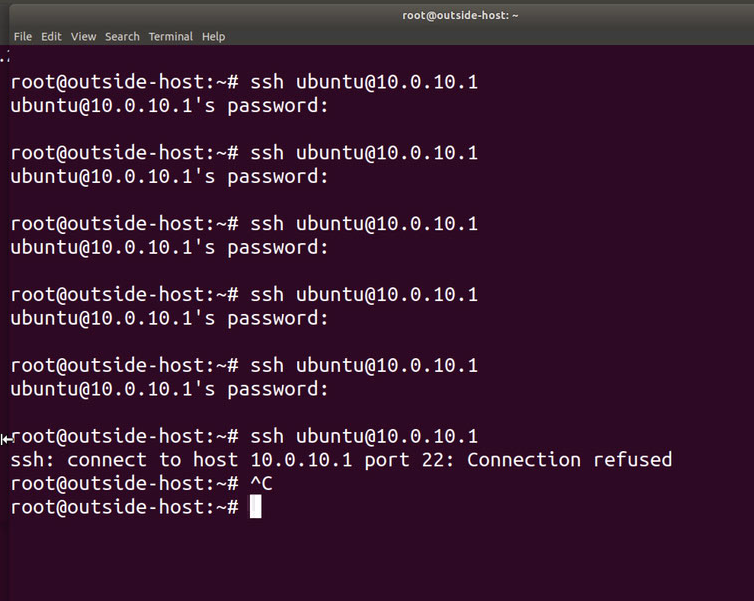 root@outside-host: ~
File Edit View Search Terminal Help
root@outside-host:~# ssh ubuntu@10.0.10.1
ubuntu@10.0.10.1's password:
root@outside-host:~# ssh ubuntu@10.0.10.1
ubuntu@10.0.10.1's password:
root@outside-host:~# ssh ubuntu@10.0.10.1
ubuntu@10.0.10.1's password:
root@outside-host:~# ssh ubuntu@10.0.10.1
ubuntu@10.0.10.1's password:
root@outside-host:~# ssh ubuntu@10.0.10.1
ubuntu@10.0.10.1's password:
root@outside-host:~# ssh ubuntu@10.0.10.1
ssh: connect to host 10.0.10.1 port 22: Connection refused
root@outside-host:~# ^C
root@outside-host:~#